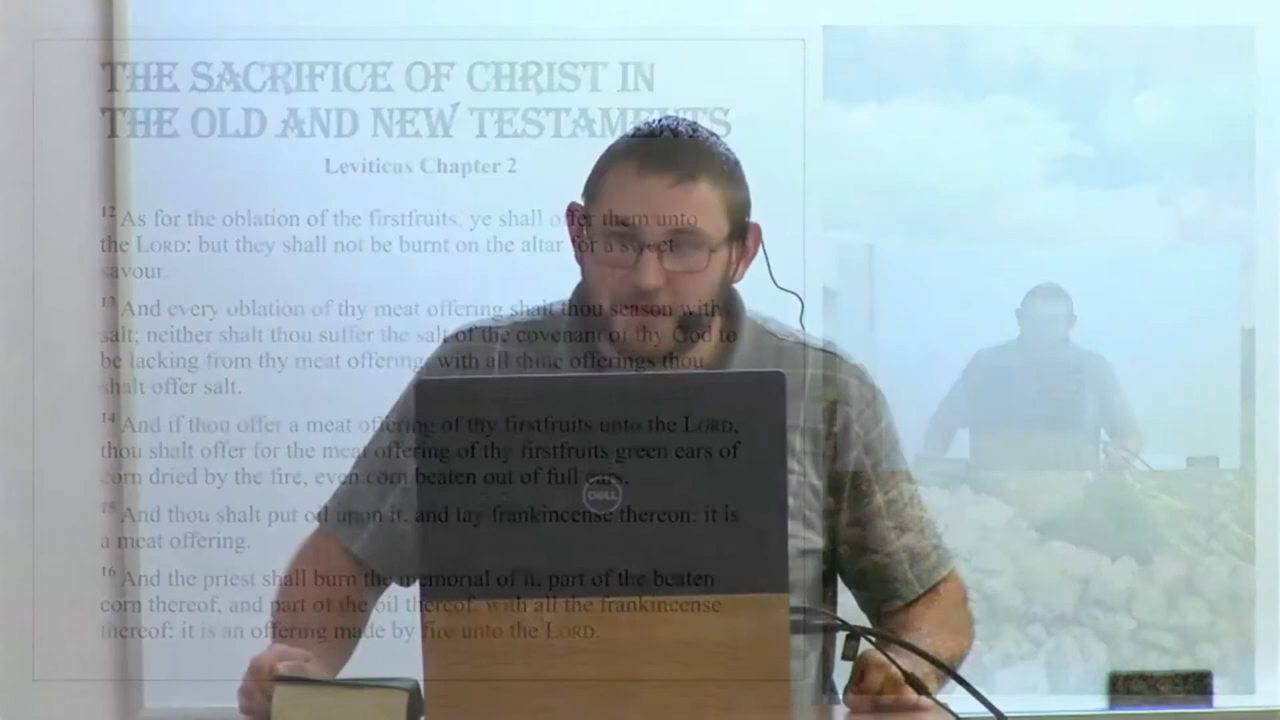 THE SACRIFICE OF CHRIST IN
THE OLD AND NEW TESTAMENTS
Leviticus Chapter 2
12 As for the oblation of the firstfruits, ye shall offer them unto
the LORD: but they shall not be burnt on the altar for a sweet
savour.
13 And every oblation of thy meat offering shalt thou season with
salt; neither shalt thou suffer the salt of the covenant of thy God to
be lacking from thy meat offering: with all thine offerings thou
shalt offer salt.
14 And if thou offer a meat offering of thy firstfruits unto the LORD,
thou shalt offer for the meat offering of thy firstfruits green ears of
corn dried by the fire, even corn beaten out of full ears.
15 And thou shalt put oil upon it, and lay frankincense thereon: it is
a meat offering.
16 And the priest shall burn the memorial of it, part of the beaten
corn thereof, and part of the oil thereof, with all the frankincense
thereof: it is an offering made by fire unto the LORD.
DELL